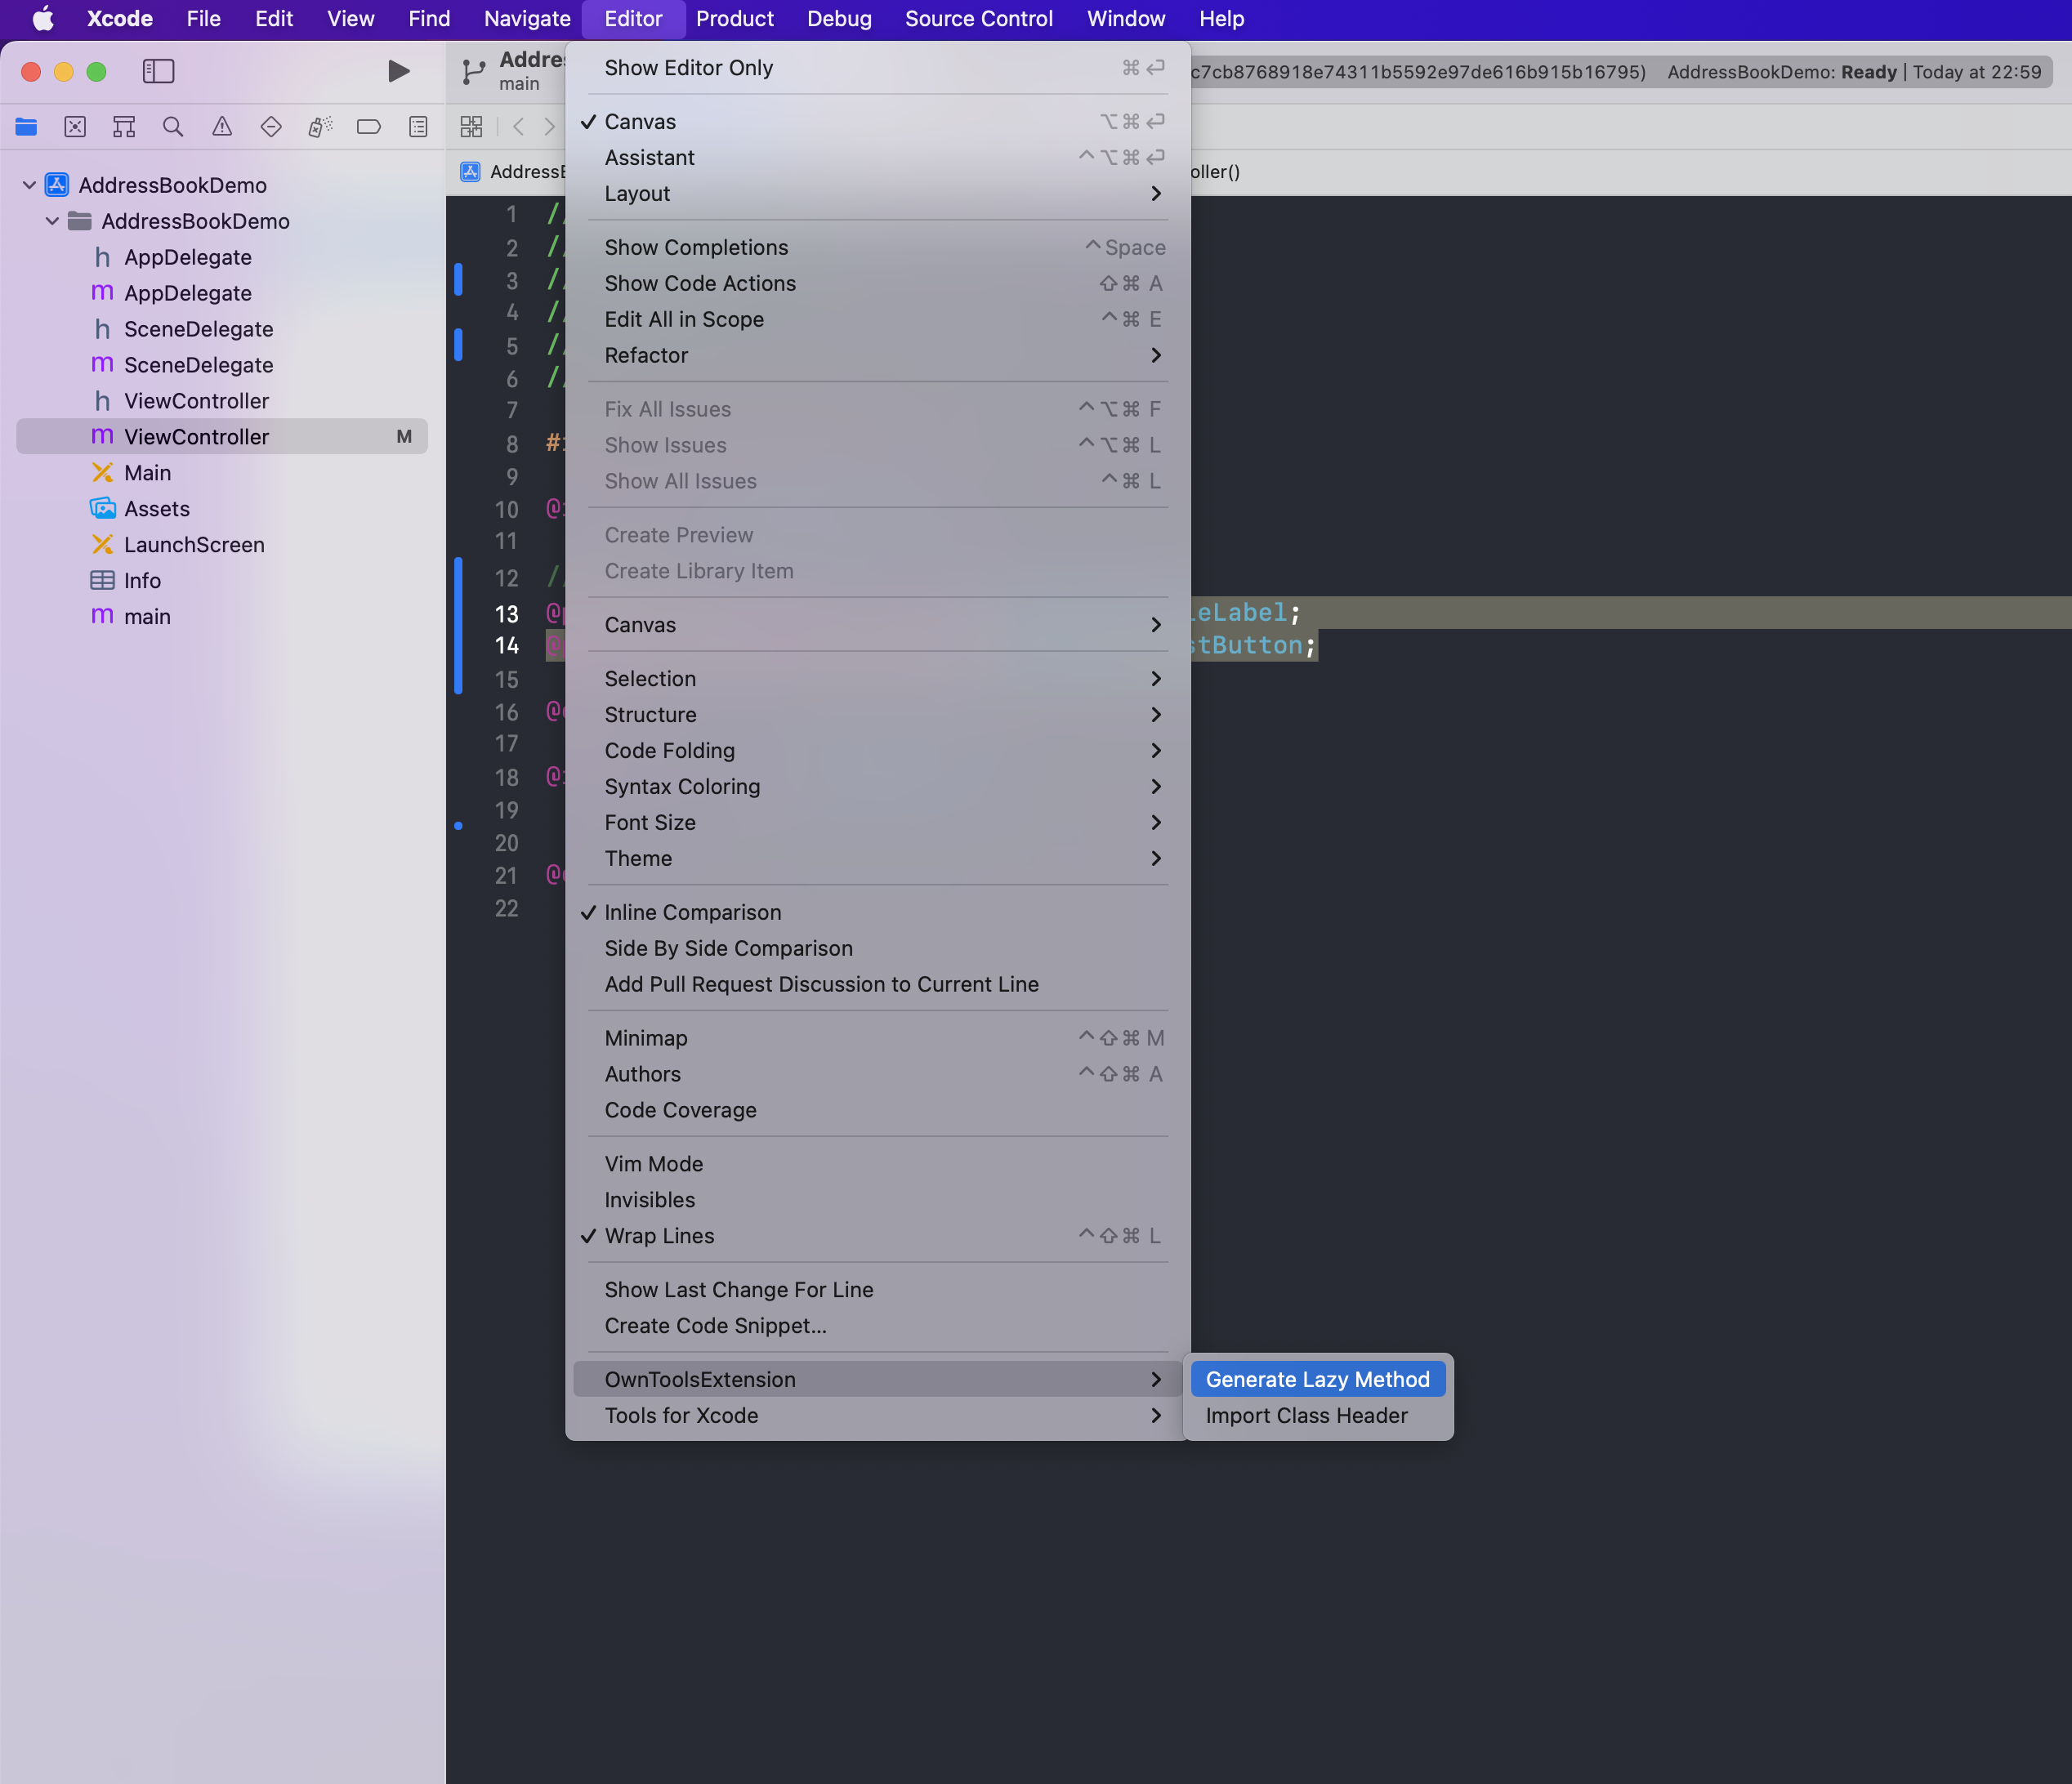 Xcode File Edit View Find Navigate Editor Product Debug Source Control Window Help
main
c7cb8768918e74311b5592e97de616b915b16795) AddressBookDemo: Ready | Today at 22:59
AddressBookDemo
AddressBookDemo
h AppDelegate
m AppDelegate
h SceneDelegate
m SceneDelegate
h ViewController
m ViewController M
Main
Assets
LaunchScreen
Info
m main
1 //
2 //
3 //
4 //
5 //
6 //
7
8
9
10
11
12 //
13 leLabel;
14 stButton;
15
16
17
18
19
20
21
22
Show Editor Only ⌘↩
✓ Canvas ⌥⌘↩
Assistant ^⌥⌘↩
Layout >
Show Completions ^Space
Show Code Actions ⇧⌘ A
Edit All in Scope ^⌘ E
Refactor >
Fix All Issues ^⌥⌘ F
Show Issues ^⌥⌘ L
Show All Issues ^⌘ L
Create Preview
Create Library Item
Canvas >
Selection >
Structure >
Code Folding >
Syntax Coloring >
Font Size >
Theme >
✓ Inline Comparison
Side By Side Comparison
Add Pull Request Discussion to Current Line
Minimap ^⇧⌘ M
Authors ^⇧⌘ A
Code Coverage
Vim Mode
Invisibles
✓ Wrap Lines ^⇧⌘ L
Show Last Change For Line
Create Code Snippet...
OwnToolsExtension >
Tools for Xcode >
Generate Lazy Method
Import Class Header